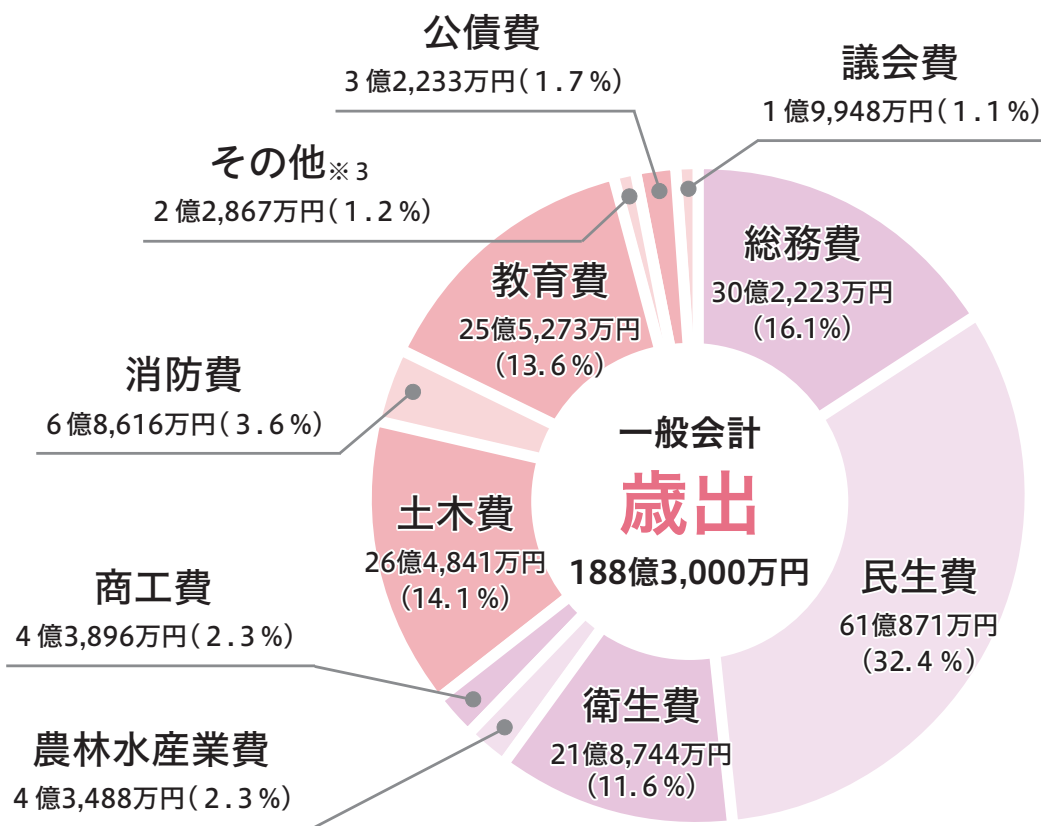 公債費
3億2,233万円(1.7%)
議会費
1億9,948万円(1.1%)
その他※3
2億2,867万円(1.2%)
総務費
30億2,223万円
(16.1%)
教育費
25億5,273万円
(13.6%)
消防費
6億8,616万円(3.6%)
一般会計
歳出
188億3,000万円
土木費
26億4,841万円
(14.1%)
民生費
61億871万円
(32.4%)
商工費
4億3,896万円(2.3%)
衛生費
21億8,744万円
(11.6%)
農林水産業費
4億3,488万円(2.3%)